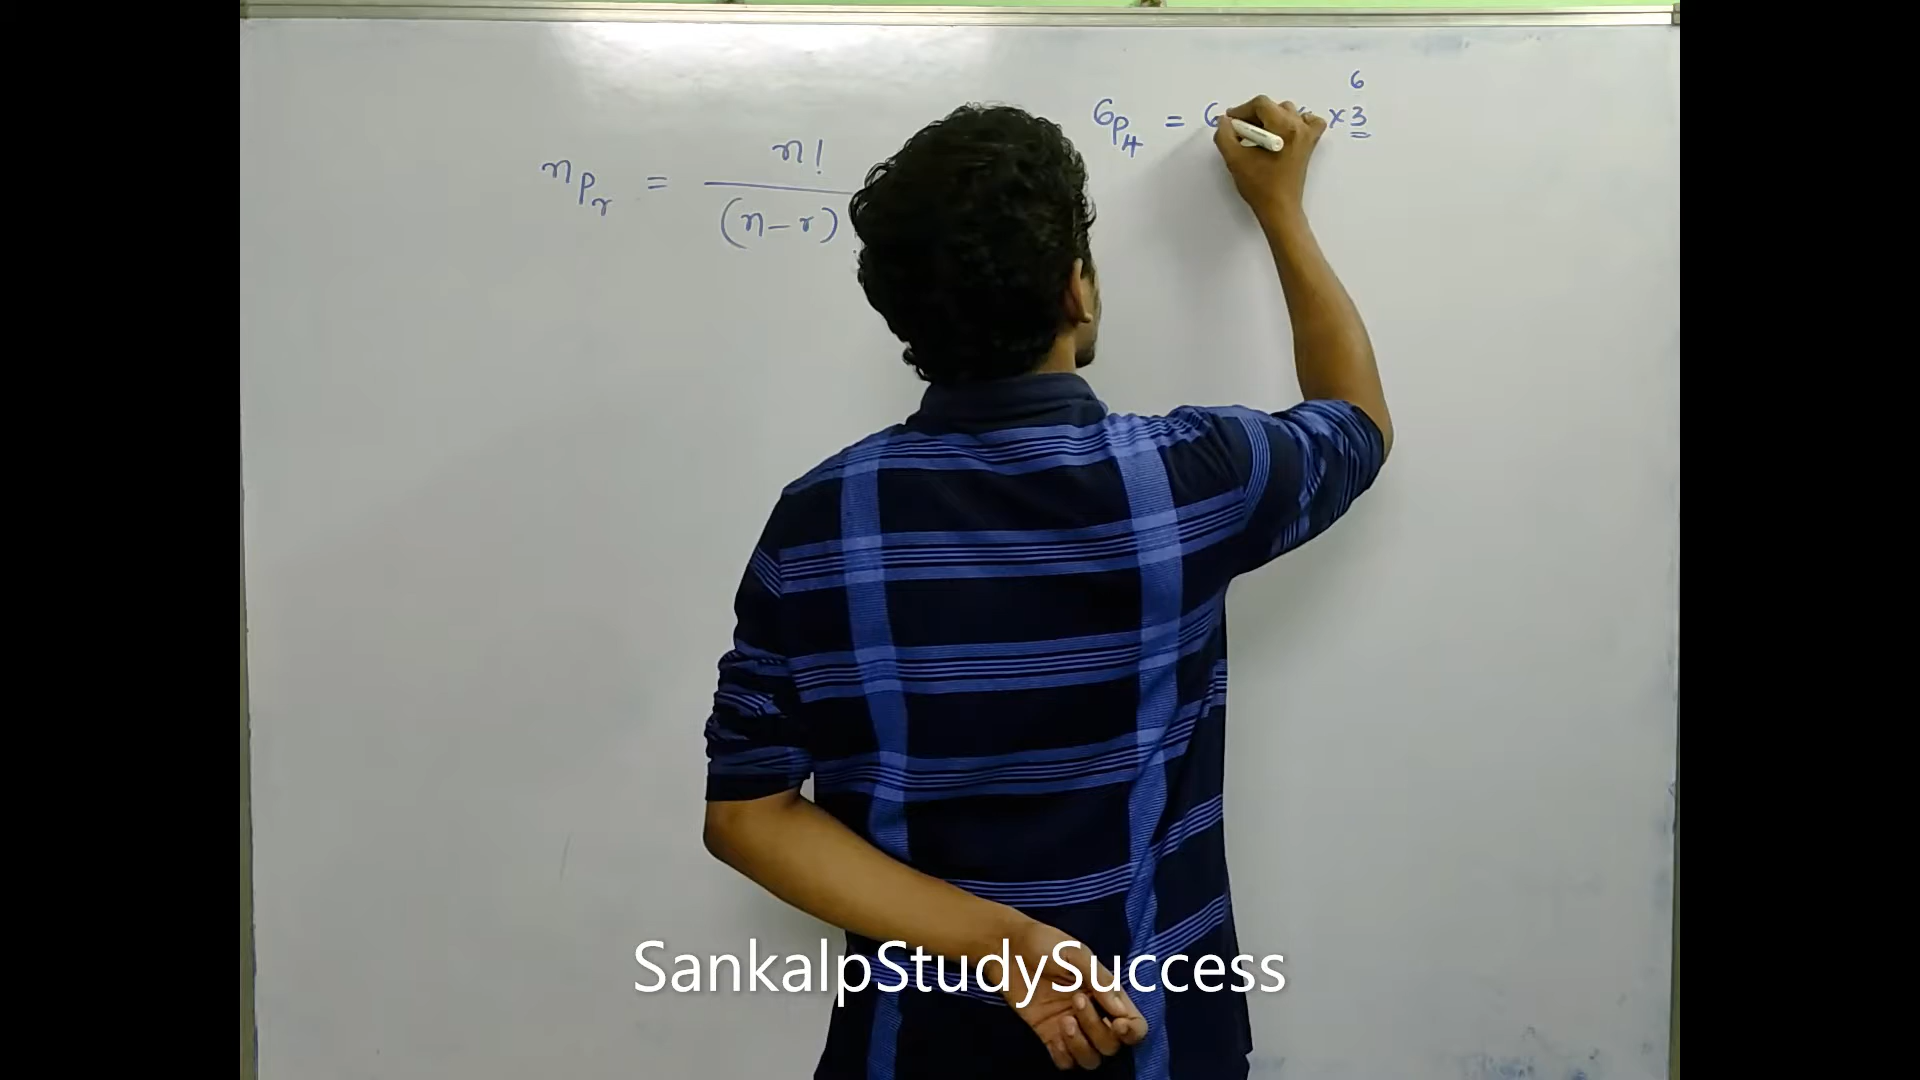 nPr = n! / (n-r)
6
6P4 = 6 × 3
SankalpStudySuccess